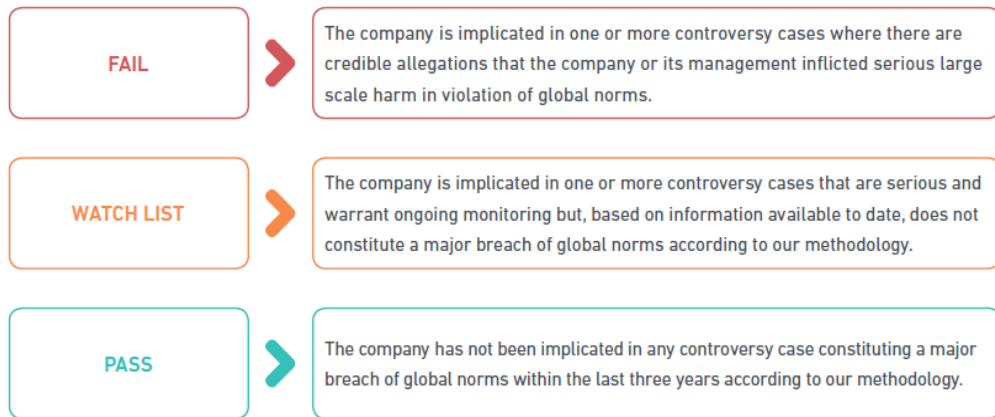 FAIL
The company is implicated in one or more controversy cases where there are
credible allegations that the company or its management inflicted serious large
scale harm in violation of global norms.
WATCH LIST
The company is implicated in one or more controversy cases that are serious and
warrant ongoing monitoring but, based on information available to date, does not
constitute a major breach of global norms according to our methodology.
PASS
The company has not been implicated in any controversy case constituting a major
breach of global norms within the last three years according to our methodology.